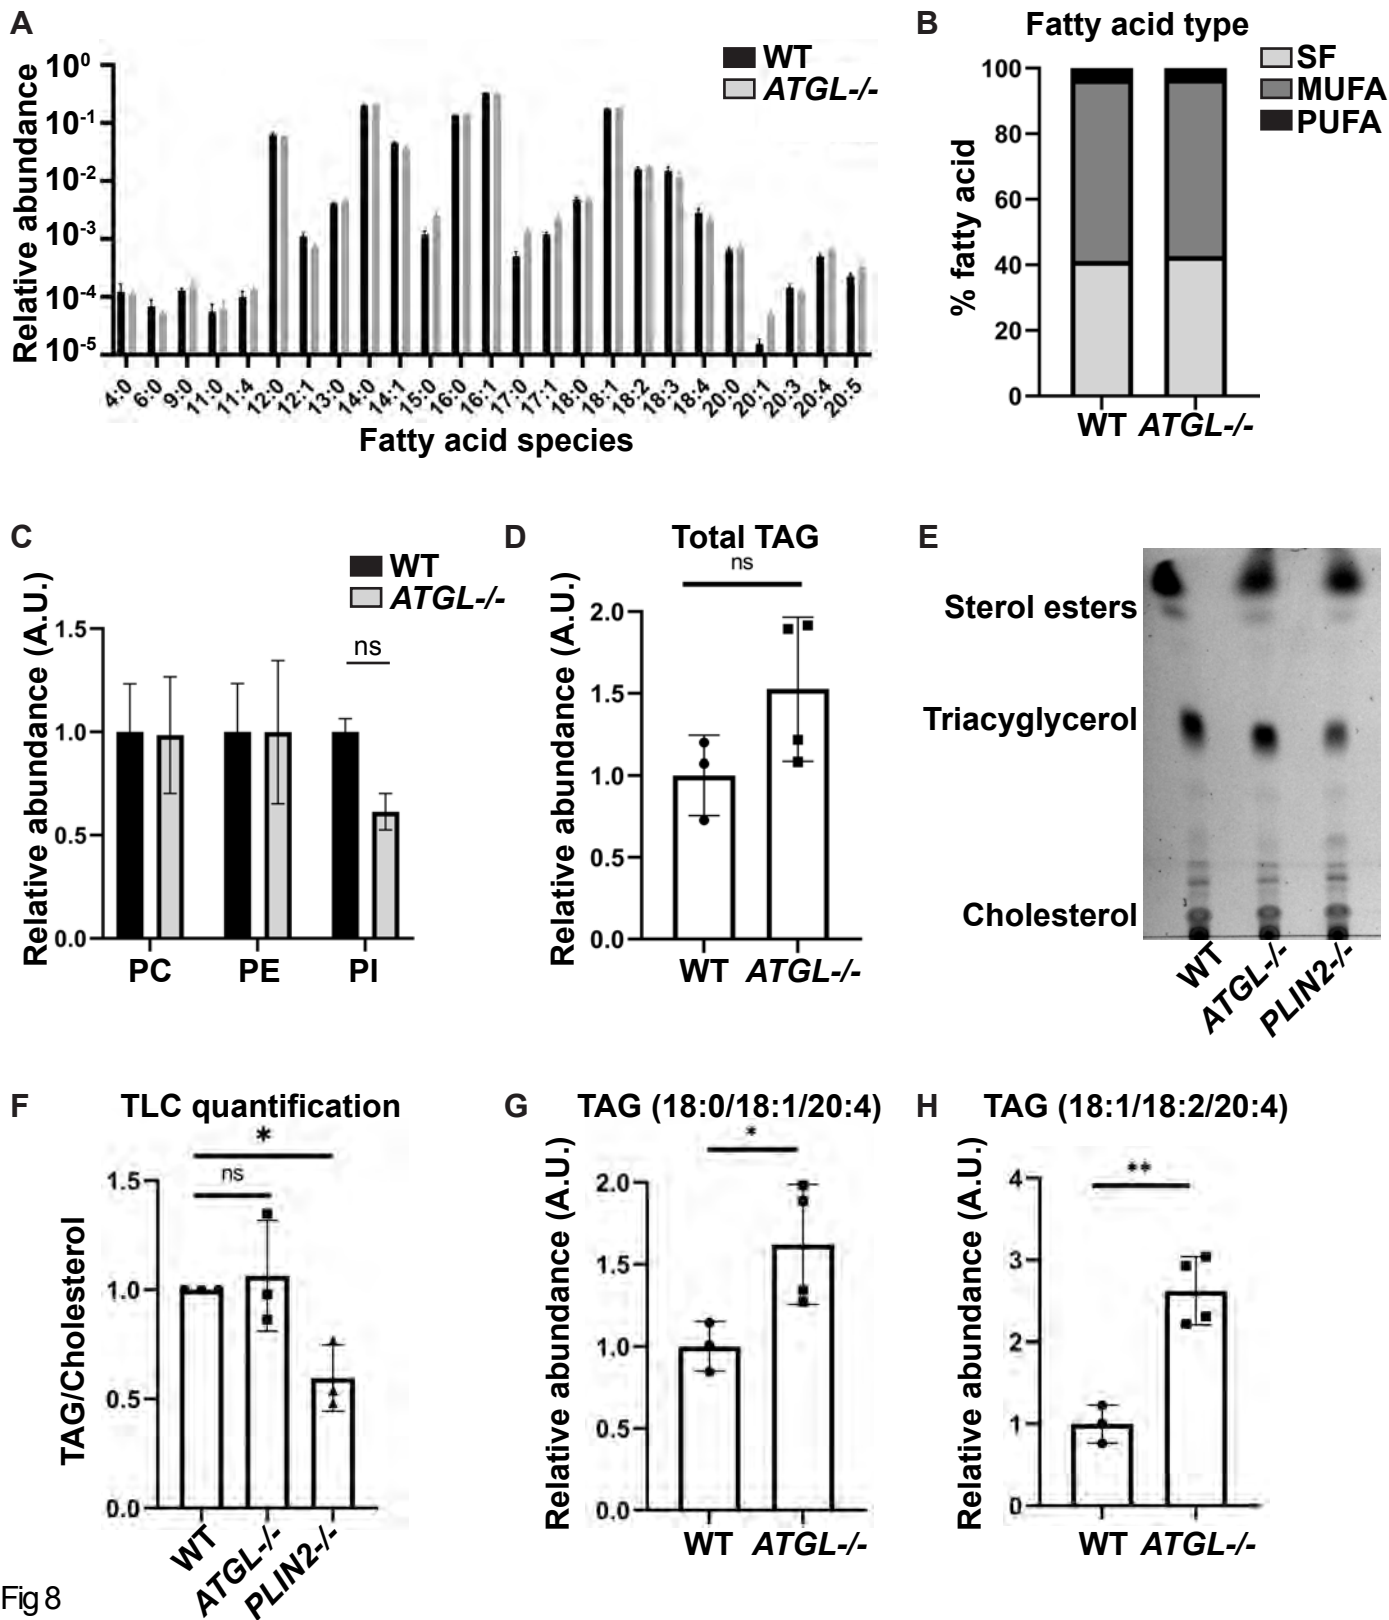 A
Relative abundance
10^0
10^-1
10^-2
10^-3
10^-4
10^-5
WT
ATGL-/-
4:0 6:0 9:0 11:0 11:4 12:0 12:1 13:0 14:0 14:1 15:0 16:0 16:1 17:0 17:1 18:0 18:1 18:2 18:3 18:4 20:0 20:1 20:3 20:4 20:5
Fatty acid species
B
Fatty acid type
% fatty acid
100
80
60
40
20
0
SF
MUFA
PUFA
WT ATGL-/-
C
Relative abundance (A.U.)
WT
ATGL-/-
1.5
1.0
0.5
0.0
ns
PC PE PI
D
Total TAG
ns
Relative abundance (A.U.)
2.0
1.5
1.0
0.5
0.0
WT ATGL-/-
E
Sterol esters
Triacyglycerol
Cholesterol
WT ATGL-/- PLIN2-/-
F
TLC quantification
*
ns
TAG/Cholesterol
1.5
1.0
0.5
0.0
WT ATGL-/- PLIN2-/-
G
TAG (18:0/18:1/20:4)
*
Relative abundance (A.U.)
2.0
1.5
1.0
0.5
0.0
WT ATGL-/-
H
TAG (18:1/18:2/20:4)
**
Relative abundance (A.U.)
4
3
2
1
0
WT ATGL-/-
Fig 8